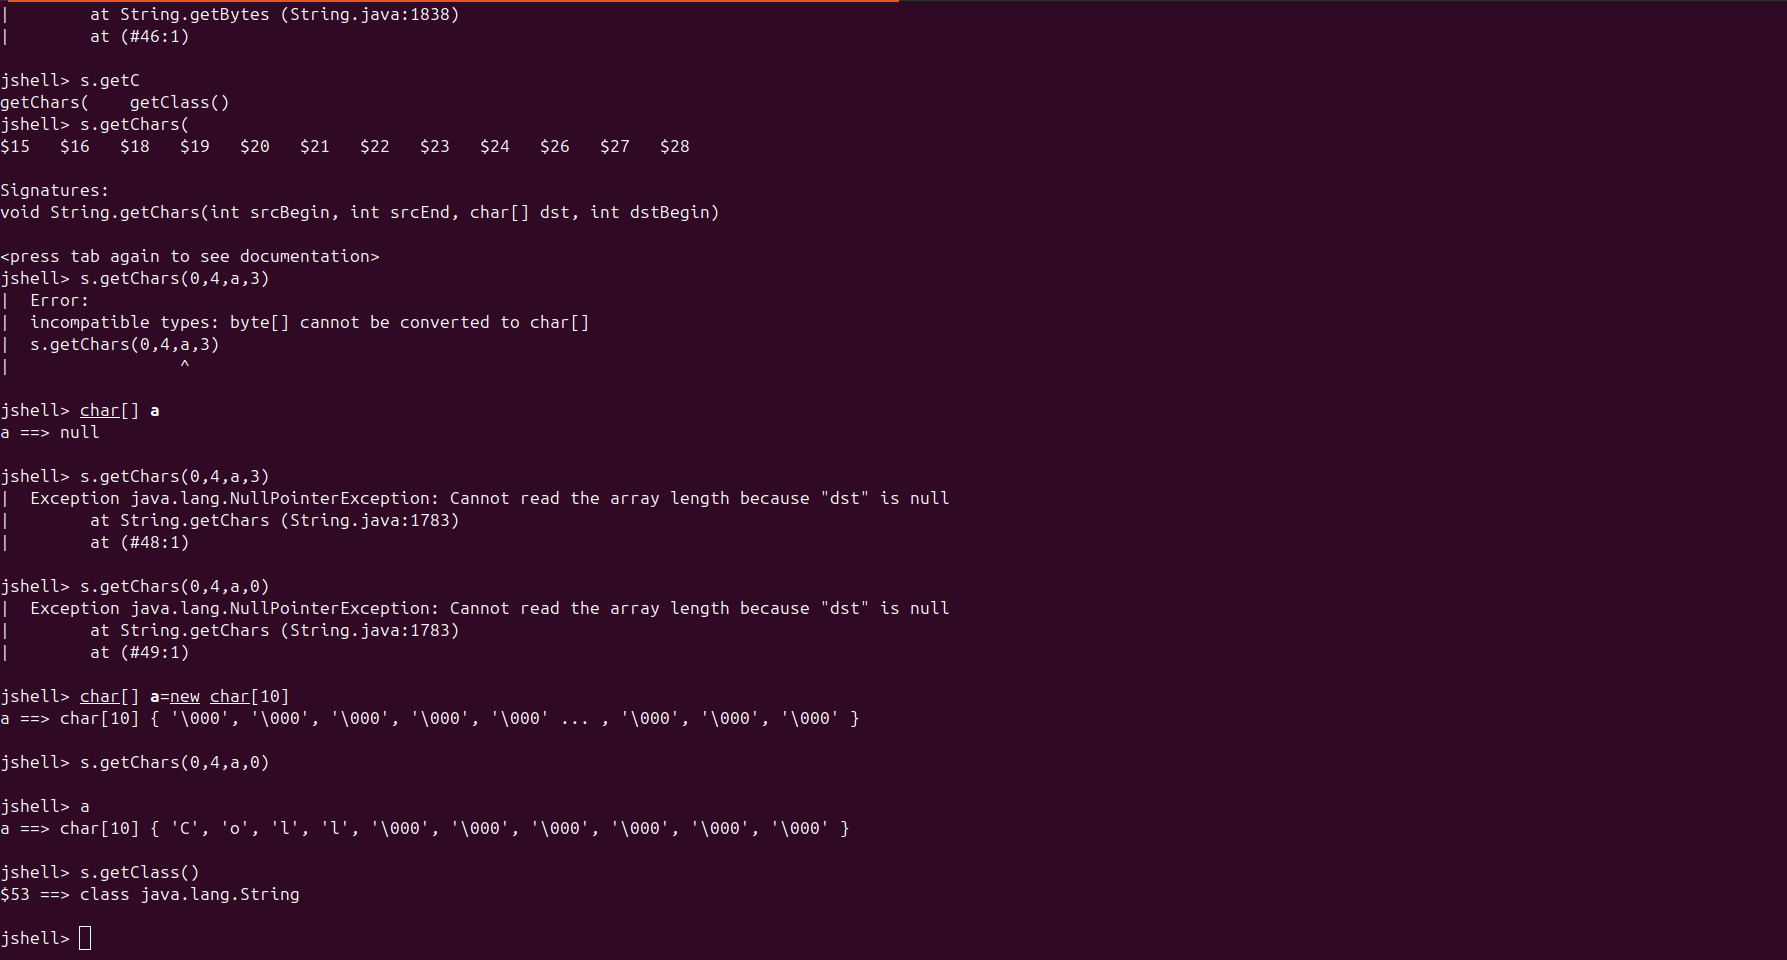 |        at String.getBytes (String.java:1838)
|        at (#46:1)
jshell> s.getC
getChars(    getClass()
jshell> s.getChars(
$15   $16   $18   $19   $20   $21   $22   $23   $24   $26   $27   $28
Signatures:
void String.getChars(int srcBegin, int srcEnd, char[] dst, int dstBegin)
<press tab again to see documentation>
jshell> s.getChars(0,4,a,3)
|  Error:
|  incompatible types: byte[] cannot be converted to char[]
|  s.getChars(0,4,a,3)
|                 ^
jshell> char[] a
a ==> null
jshell> s.getChars(0,4,a,3)
|  Exception java.lang.NullPointerException: Cannot read the array length because "dst" is null
|        at String.getChars (String.java:1783)
|        at (#48:1)
jshell> s.getChars(0,4,a,0)
|  Exception java.lang.NullPointerException: Cannot read the array length because "dst" is null
|        at String.getChars (String.java:1783)
|        at (#49:1)
jshell> char[] a=new char[10]
a ==> char[10] { '\000', '\000', '\000', '\000', '\000' ... , '\000', '\000', '\000' }
jshell> s.getChars(0,4,a,0)
jshell> a
a ==> char[10] { 'C', 'o', 'l', 'l', '\000', '\000', '\000', '\000', '\000', '\000' }
jshell> s.getClass()
$53 ==> class java.lang.String
jshell>